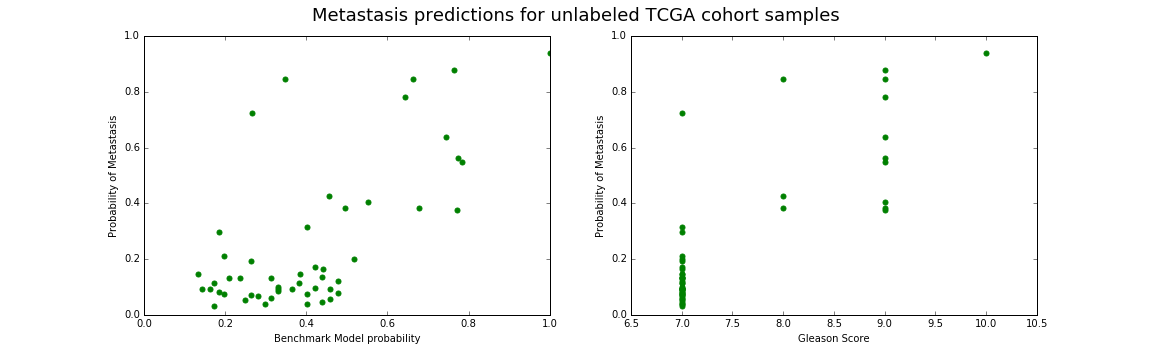 Metastasis predictions for unlabeled TCGA cohort samples
Probability of Metastasis
1.0
0.8
0.6
0.4
0.2
0.0
0.0 0.2 0.4 0.6 0.8 1.0
Benchmark Model probability
Probability of Metastasis
1.0
0.8
0.6
0.4
0.2
0.0
6.5 7.0 7.5 8.0 8.5 9.0 9.5 10.0 10.5
Gleason Score